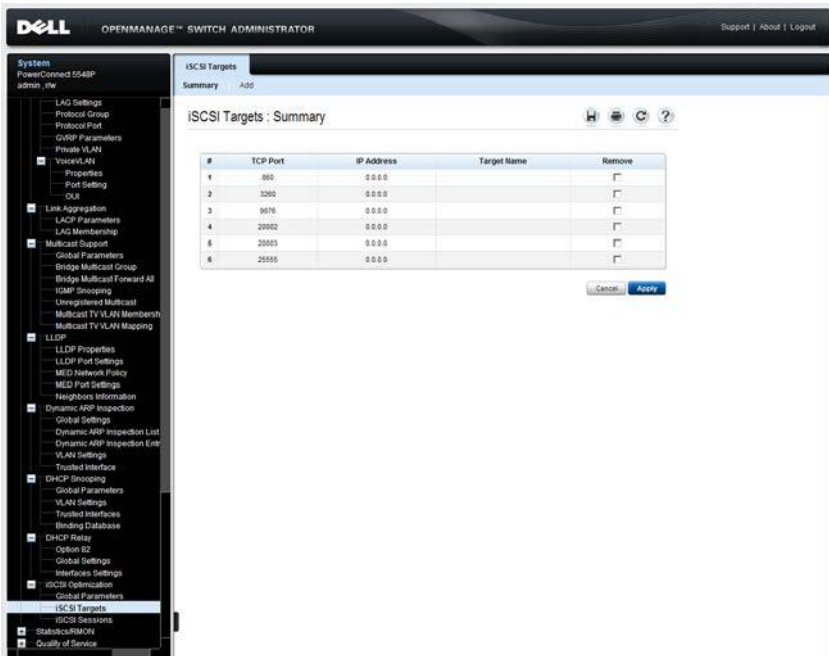 DELL OPENMANAGE™ SWITCH ADMINISTRATOR
Support | About | Logout
System
PowerConnect 5548P
admin , r/w
LAG Settings
Protocol Group
Protocol Port
GVRP Parameters
Private VLAN
VoiceVLAN
Properties
Port Setting
OUI
Link Aggregation
LACP Parameters
LAG Membership
Multicast Support
Global Parameters
Bridge Multicast Group
Bridge Multicast Forward All
IGMP Snooping
Unregistered Multicast
Multicast TV VLAN Membersh
Multicast TV VLAN Mapping
LLDP
LLDP Properties
LLDP Port Settings
MED Network Policy
MED Port Settings
Neighbors Information
Dynamic ARP Inspection
Global Settings
Dynamic ARP Inspection List
Dynamic ARP Inspection Entr
VLAN Settings
Trusted Interface
DHCP Snooping
Global Parameters
VLAN Settings
Trusted Interfaces
Binding Database
DHCP Relay
Option 82
Global Settings
Interfaces Settings
iSCSI Optimization
Global Parameters
iSCSI Targets
iSCSI Sessions
Statistics/RMON
Quality of Service
iSCSI Targets
Summary Add
iSCSI Targets : Summary
# TCP Port IP Address Target Name Remove
1 860 0.0.0.0
2 3260 0.0.0.0
3 9876 0.0.0.0
4 20002 0.0.0.0
5 20003 0.0.0.0
6 25555 0.0.0.0
Cancel Apply